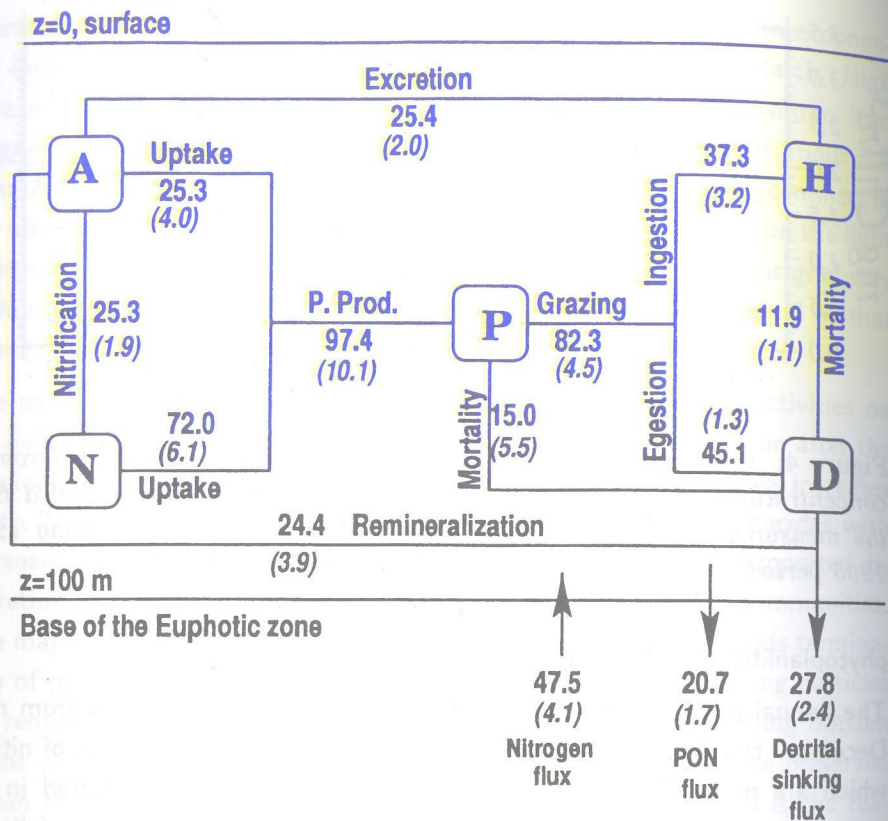 z=0, surface
Excretion
25.4
(2.0)
A
Uptake
25.3
(4.0)
37.3
(3.2)
H
Nitrification
25.3
(1.9)
P. Prod.
97.4
(10.1)
P
Grazing
82.3
(4.5)
Ingestion
11.9
(1.1)
Mortality
N
72.0
(6.1)
Uptake
Mortality
15.0
(5.5)
Egestion
(1.3)
45.1
D
24.4 Remineralization
(3.9)
z=100 m
Base of the Euphotic zone
47.5
(4.1)
Nitrogen
flux
20.7
(1.7)
PON
flux
27.8
(2.4)
Detrital
sinking
flux